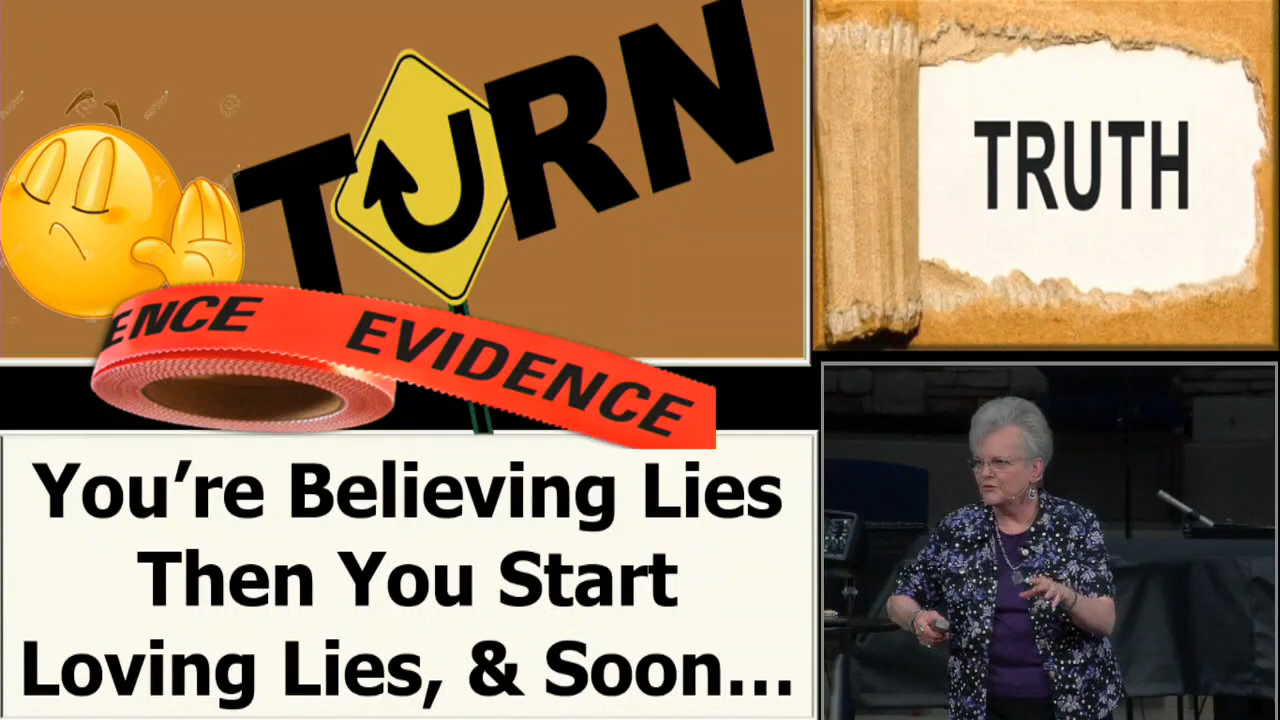 TURN
TRUTH
ENCE EVIDENCE
You’re Believing Lies
Then You Start
Loving Lies, & Soon…